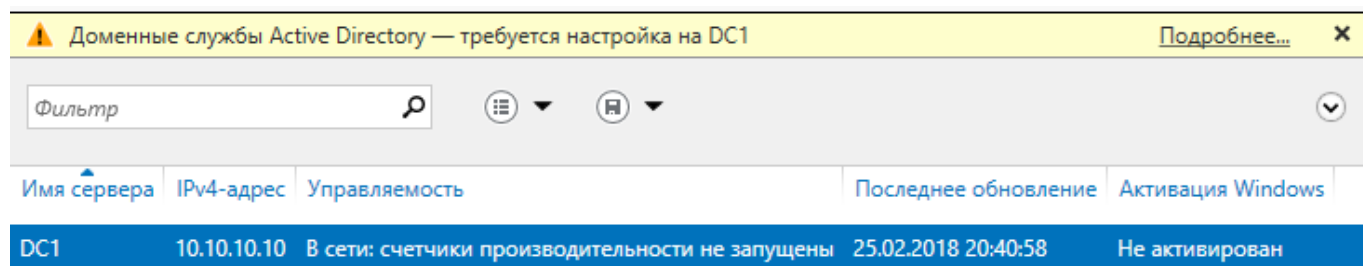 Доменные службы Active Directory — требуется настройка на DC1 Подробнее...
Фильтр
Имя сервера IPv4-адрес Управляемость Последнее обновление Активация Windows
DC1 10.10.10.10 В сети: счетчики производительности не запущены 25.02.2018 20:40:58 Не активирован